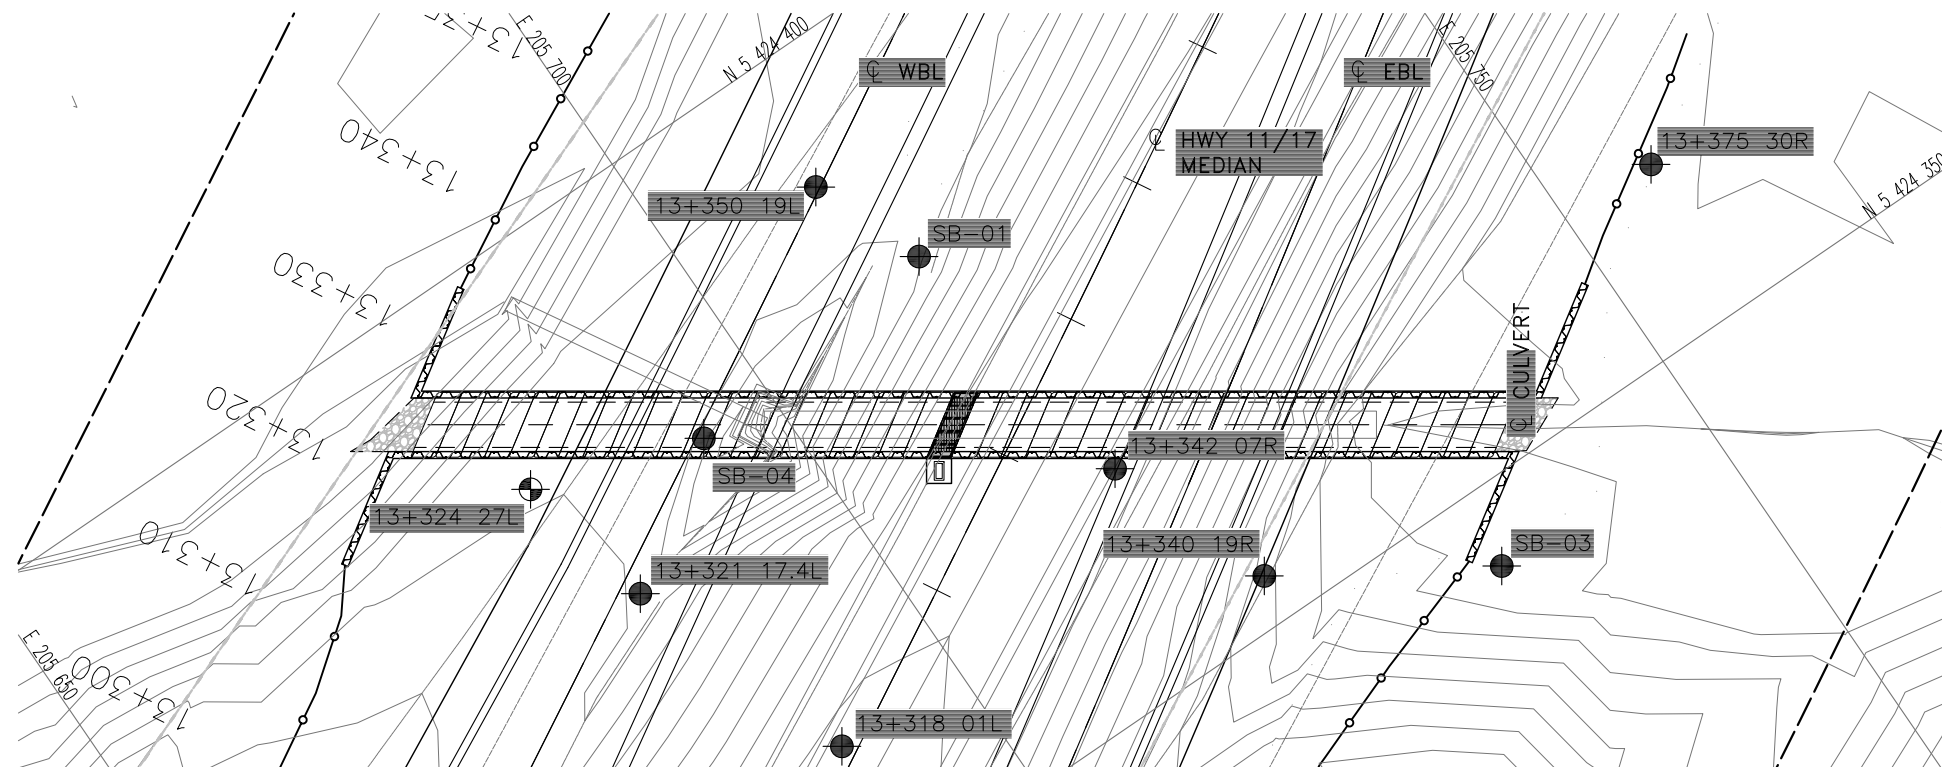 E 205 700
N 5 424 400
℄ WBL
℄ EBL
E 205 750
℄ HWY 11/17
MEDIAN
13+375 30R
13+340
N 5 424 350
13+350 19L
SB-01
13+330
℄ CULVERT
13+320
13+342 07R
SB-04
13+324 27L
13+310
13+340 19R
SB-03
13+321 17.4L
E 205 650
13+300
13+318 01L